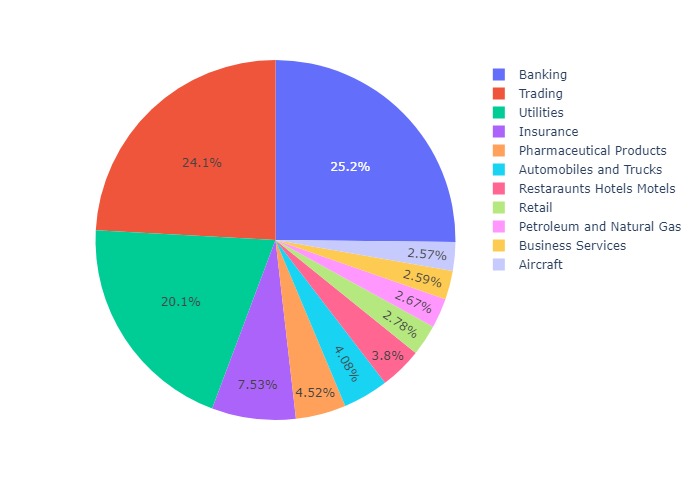 25.2%
24.1%
20.1%
7.53%
4.52%
4.08%
3.8%
2.78%
2.67%
2.59%
2.57%
Banking
Trading
Utilities
Insurance
Pharmaceutical Products
Automobiles and Trucks
Restaraunts Hotels Motels
Retail
Petroleum and Natural Gas
Business Services
Aircraft